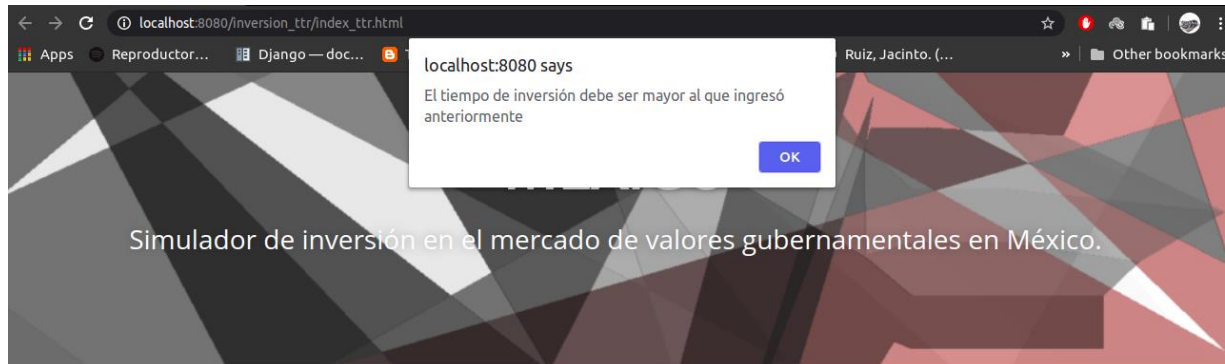 localhost:8080/inversion_ttr/index_ttr.html
Apps Reproductor... Django — doc... Ruiz, Jacinto. (... » Other bookmarks
localhost:8080 says
El tiempo de inversión debe ser mayor al que ingresó
anteriormente
OK
Simulador de inversión en el mercado de valores gubernamentales en México.